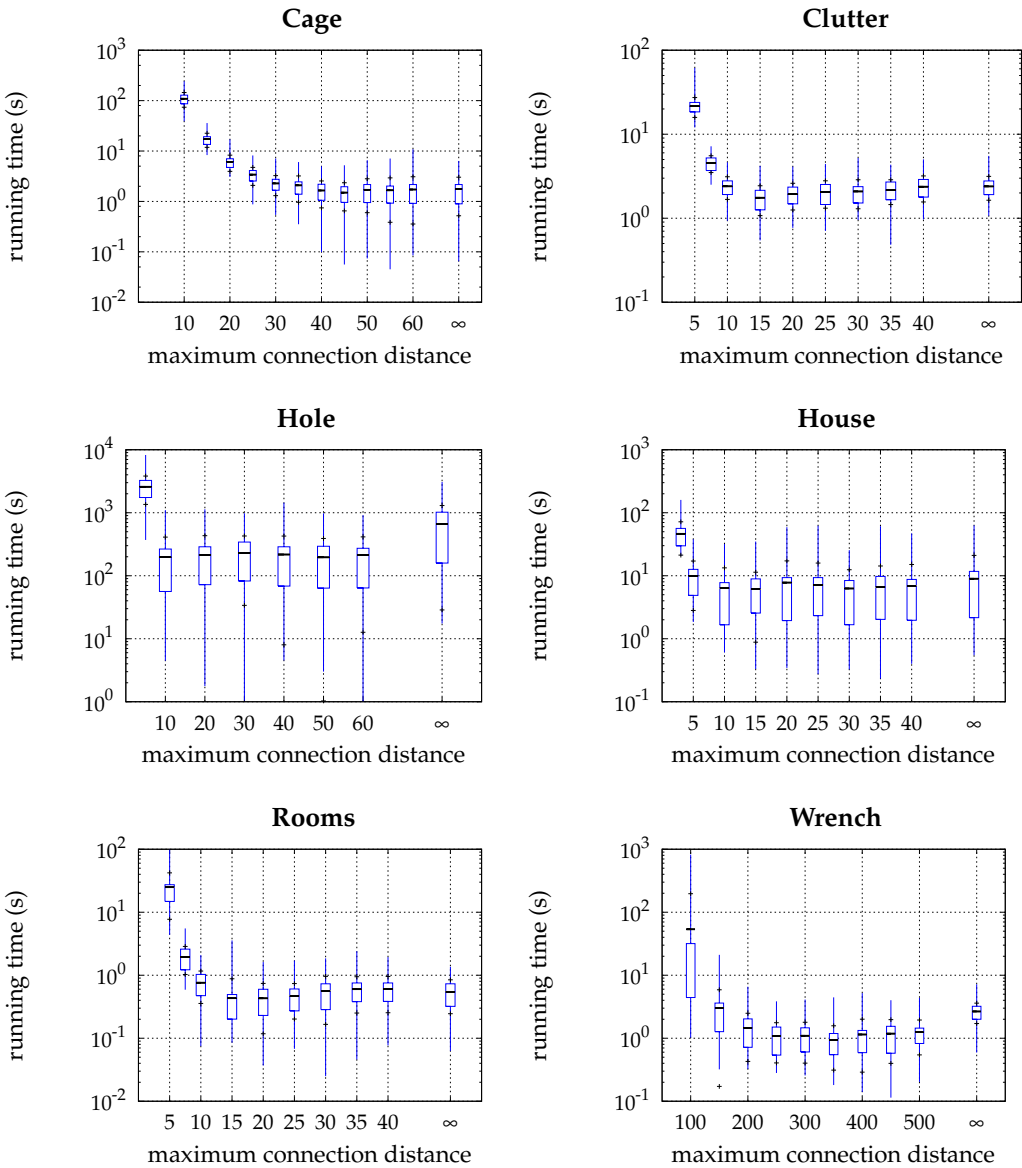 Cage
running time (s)
10^3
10^2
10^1
10^0
10^-1
10^-2
10 20 30 40 50 60 ∞
maximum connection distance
Clutter
running time (s)
10^2
10^1
10^0
10^-1
5 10 15 20 25 30 35 40 ∞
maximum connection distance
Hole
running time (s)
10^4
10^3
10^2
10^1
10^0
10 20 30 40 50 60 ∞
maximum connection distance
House
running time (s)
10^3
10^2
10^1
10^0
10^-1
5 10 15 20 25 30 35 40 ∞
maximum connection distance
Rooms
running time (s)
10^2
10^1
10^0
10^-1
10^-2
5 10 15 20 25 30 35 40 ∞
maximum connection distance
Wrench
running time (s)
10^3
10^2
10^1
10^0
10^-1
100 200 300 400 500 ∞
maximum connection distance